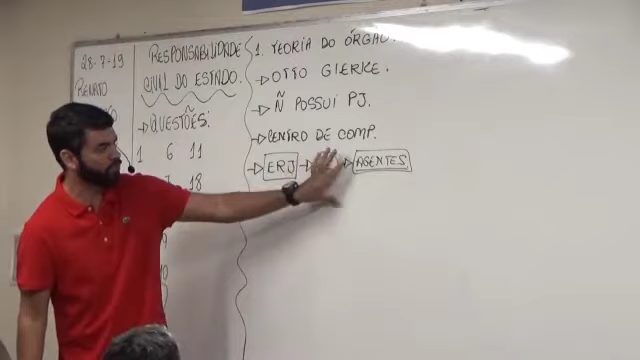 28-7-19
RENATO
RESPONSABILIDADE
CIVIL DO ESTADO.
→QUESTÕES:
1 6 11
18
1. TEORIA DO ÓRGÃO.
→OTTO GIERKE.
→Ñ POSSUI PJ.
→CENTRO DE COMP.
→ERJ→ →AGENTES